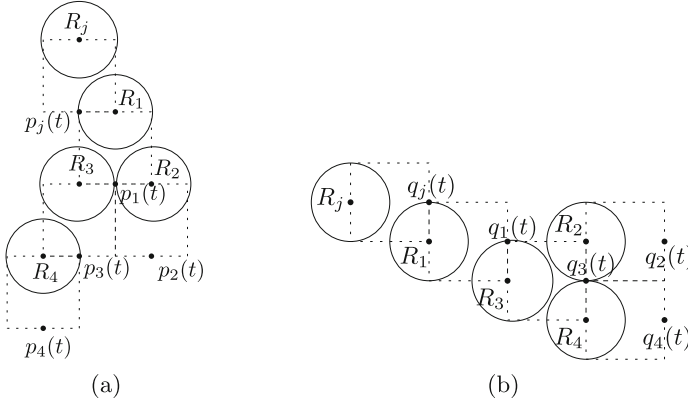 R_j
p_j(t) R_1
R_3 R_2
p_1(t)
R_4 p_3(t) p_2(t)
p_4(t)
(a)
R_j q_j(t)
R_1 q_1(t) R_2
R_3 q_3(t) q_2(t)
R_4 q_4(t)
(b)